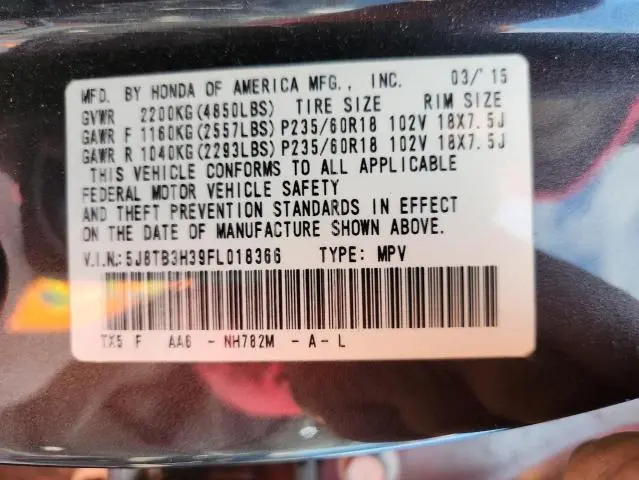 MFD. BY HONDA OF AMERICA MFG., INC. 03/15
GVWR 2200KG(4850LBS) TIRE SIZE RIM SIZE
GAWR F 1160KG(2557LBS) P235/60R18 102V 18X7.5J
GAWR R 1040KG(2293LBS) P235/60R18 102V 18X7.5J
THIS VEHICLE CONFORMS TO ALL APPLICABLE
FEDERAL MOTOR VEHICLE SAFETY
AND THEFT PREVENTION STANDARDS IN EFFECT
ON THE DATE OF MANUFACTURE SHOWN ABOVE.
V.I.N.:5J8TB3H39FL018366 TYPE: MPV
TX5 F AA6 - NH782M - A - L